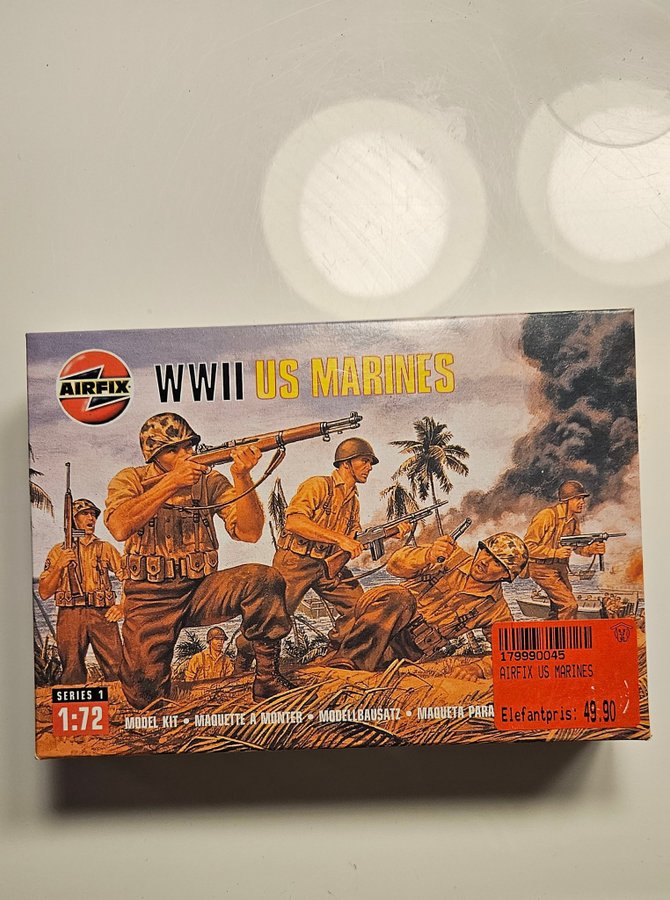 AIRFIX
WWII US MARINES
179990045
AIRFIX US MARINES
Elefantpris: 49.90
SERIES 1
1:72
MODEL KIT • MAQUETTE A MONTER • MODELLBAUSATZ • MAQUETA PARA